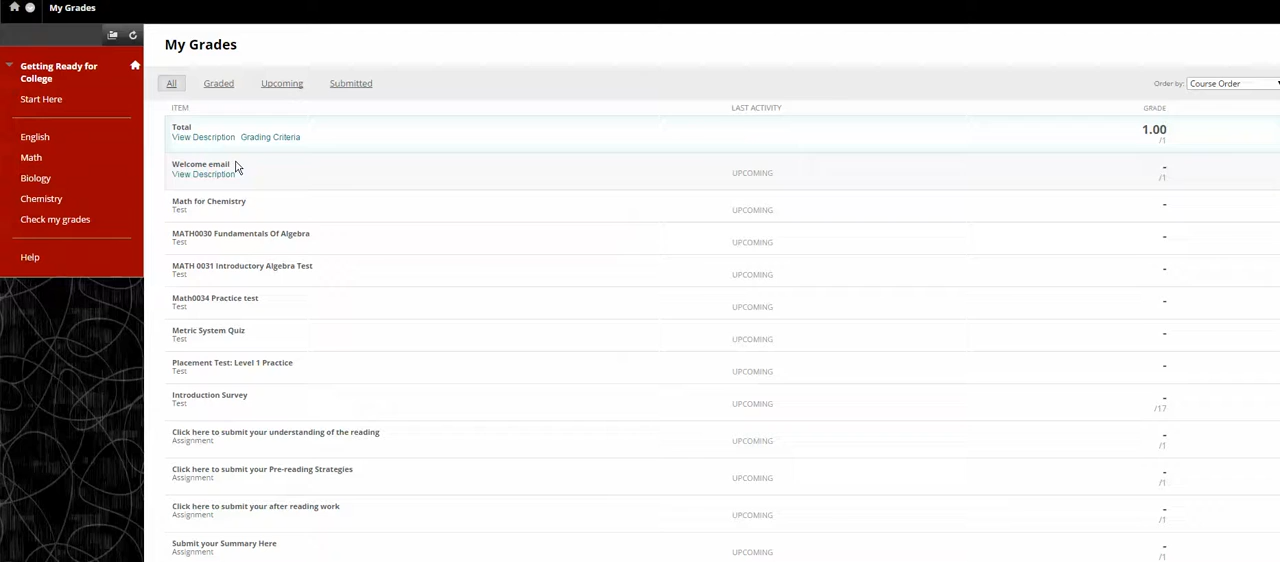 My Grades
Getting Ready for
College
Start Here
English
Math
Biology
Chemistry
Check my grades
Help
My Grades
All Graded Upcoming Submitted
Order by: Course Order
ITEM LAST ACTIVITY GRADE
Total 1.00
View Description Grading Criteria /1
Welcome email -
View Description UPCOMING /1
Math for Chemistry -
Test UPCOMING
MATH0030 Fundamentals Of Algebra -
Test UPCOMING
MATH 0031 Introductory Algebra Test -
Test UPCOMING
Math0034 Practice test -
Test UPCOMING
Metric System Quiz -
Test UPCOMING
Placement Test: Level 1 Practice -
Test UPCOMING
Introduction Survey -
Test UPCOMING /17
Click here to submit your understanding of the reading -
Assignment UPCOMING /1
Click here to submit your Pre-reading Strategies -
Assignment UPCOMING /1
Click here to submit your after reading work -
Assignment UPCOMING /1
Submit your Summary Here -
Assignment UPCOMING /1